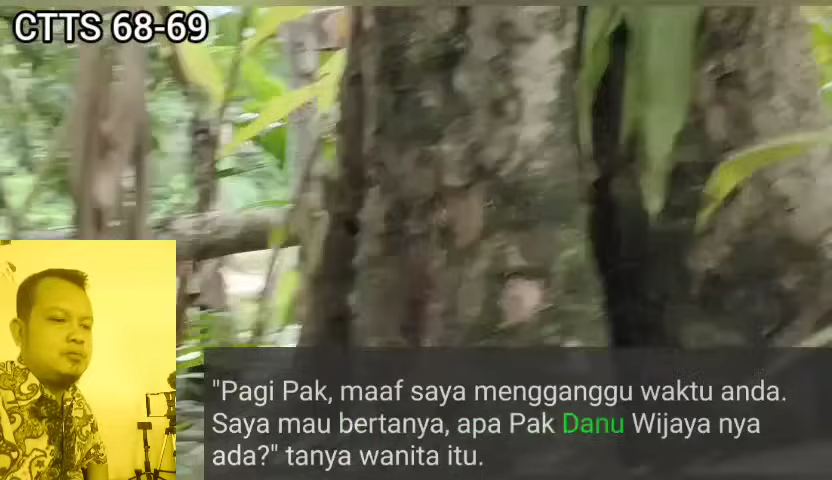 CTTS 68-69
"Pagi Pak, maaf saya mengganggu waktu anda.
Saya mau bertanya, apa Pak Danu Wijaya nya
ada?" tanya wanita itu.